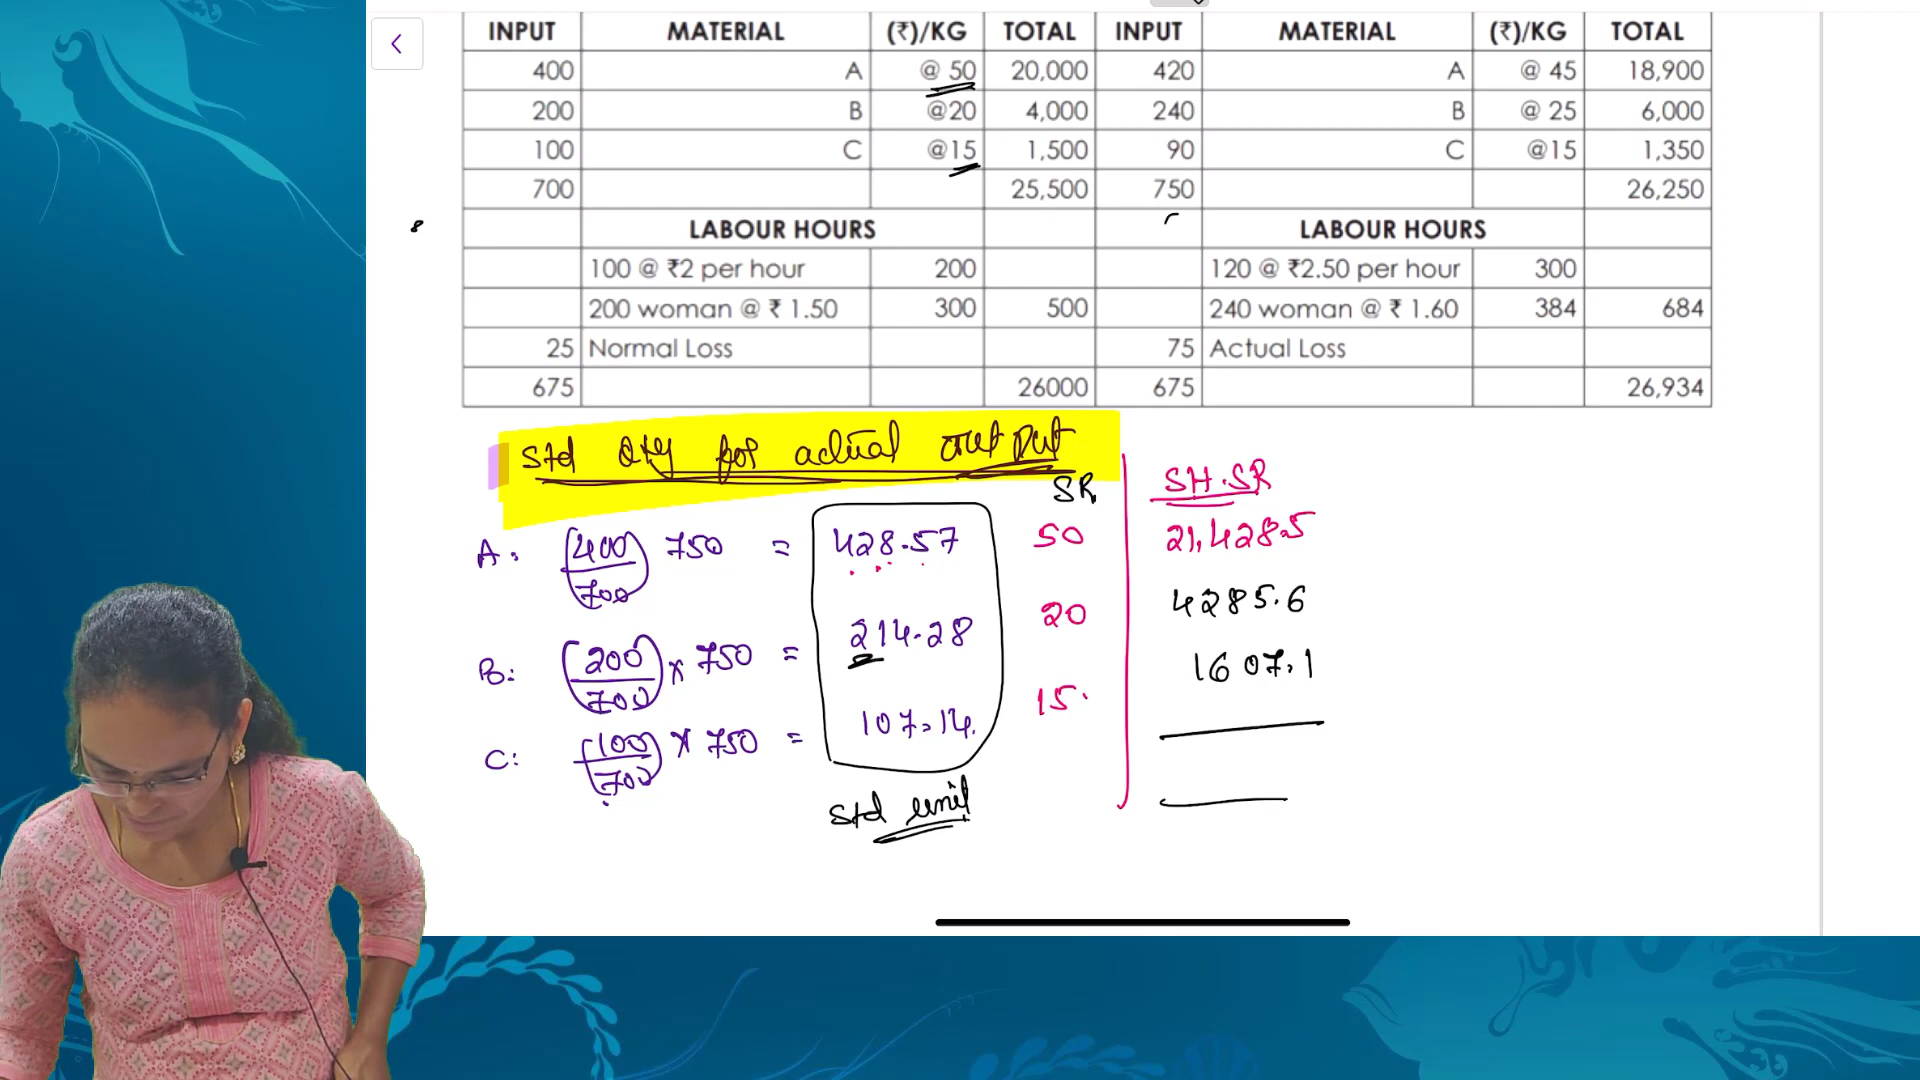 INPUT MATERIAL (₹)/KG TOTAL INPUT MATERIAL (₹)/KG TOTAL
400 A @ 50 20,000 420 A @ 45 18,900
200 B @20 4,000 240 B @ 25 6,000
100 C @15 1,500 90 C @15 1,350
700 25,500 750 26,250
LABOUR HOURS LABOUR HOURS
100 @ ₹2 per hour 200 120 @ ₹2.50 per hour 300
200 woman @ ₹ 1.50 300 500 240 woman @ ₹ 1.60 384 684
25 Normal Loss 75 Actual Loss
675 26000 675 26,934
Std Qty for actual output
SR SH.SR
A: (400/700) 750 = 428.57 50 21,428.5
B: (200/700) x 750 = 214.28 20 4285.6
C: (100/700) x 750 = 107.14. 15. 1607.1
Std unit